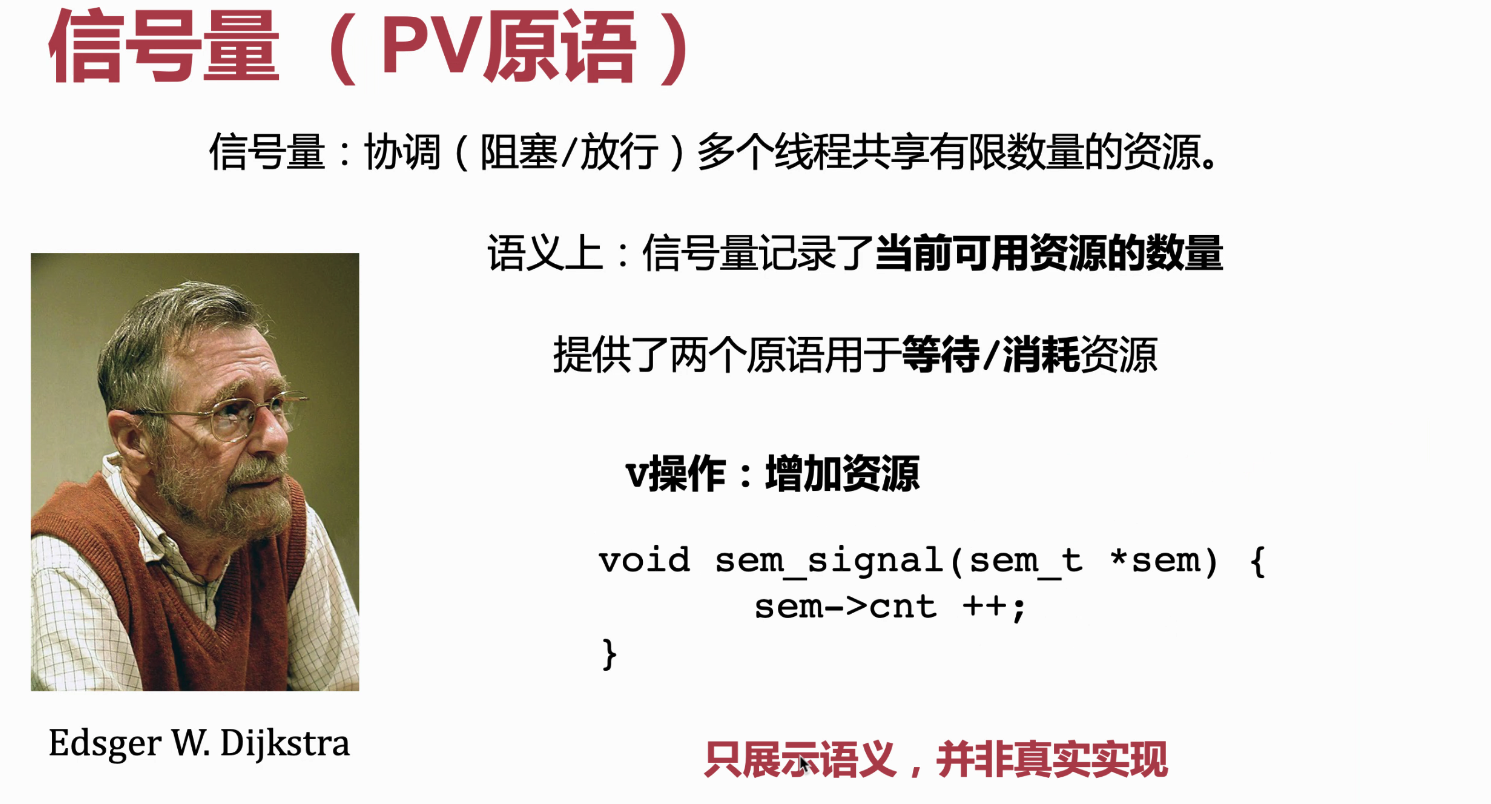 信号量（PV原语）
信号量：协调（阻塞/放行）多个线程共享有限数量的资源。
语义上：信号量记录了当前可用资源的数量
提供了两个原语用于等待/消耗资源
v操作：增加资源
void sem_signal(sem_t *sem) {
sem->cnt ++;
}
Edsger W. Dijkstra
只展示语义，并非真实实现